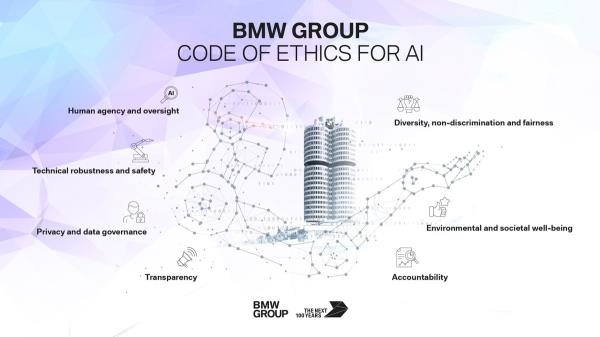 BMW GROUP
CODE OF ETHICS FOR AI
AI
Human agency and oversight
Diversity, non-discrimination and fairness
Technical robustness and safety
Privacy and data governance
Environmental and societal well-being
Transparency
Accountability
BMW
GROUP
THE NEXT
100 YEARS